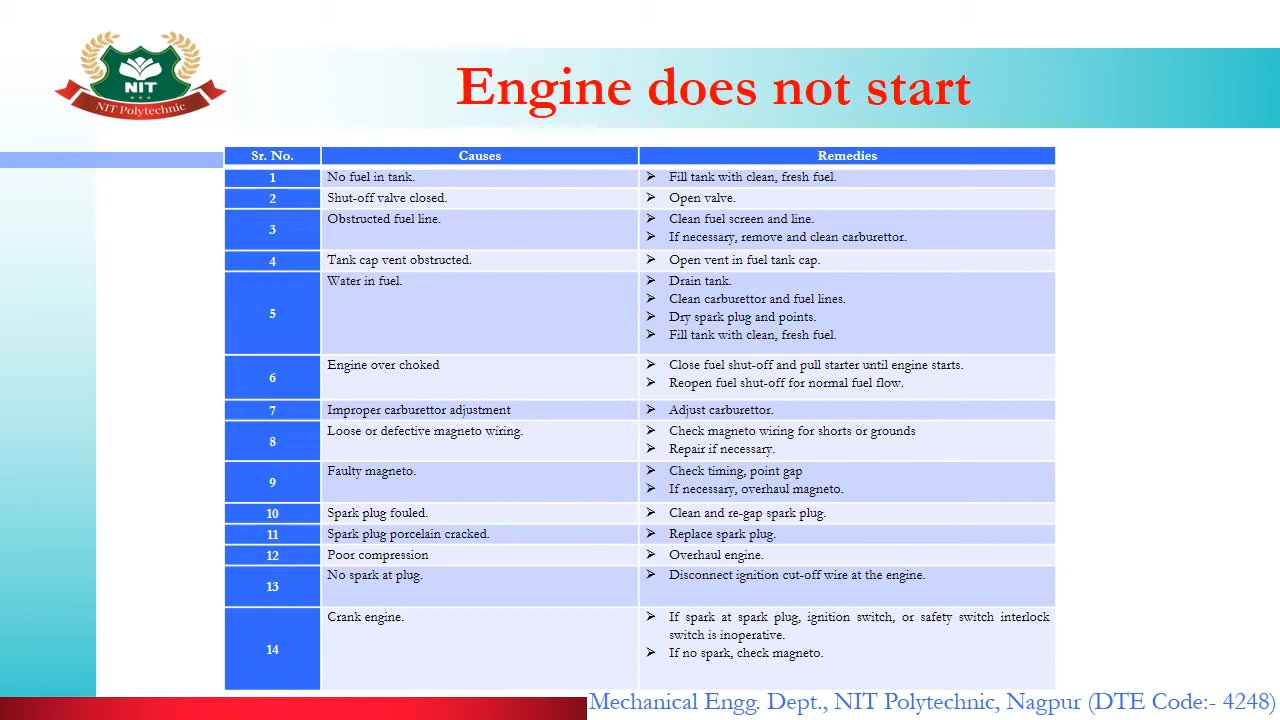 NIT
NIT Polytechnic
Engine does not start
Sr. No. Causes Remedies
1 No fuel in tank. ➢ Fill tank with clean, fresh fuel.
2 Shut-off valve closed. ➢ Open valve.
3 Obstructed fuel line. ➢ Clean fuel screen and line.
➢ If necessary, remove and clean carburettor.
4 Tank cap vent obstructed. ➢ Open vent in fuel tank cap.
5 Water in fuel. ➢ Drain tank.
➢ Clean carburettor and fuel lines.
➢ Dry spark plug and points.
➢ Fill tank with clean, fresh fuel.
6 Engine over choked ➢ Close fuel shut-off and pull starter until engine starts.
➢ Reopen fuel shut-off for normal fuel flow.
7 Improper carburettor adjustment ➢ Adjust carburettor.
8 Loose or defective magneto wiring. ➢ Check magneto wiring for shorts or grounds
➢ Repair if necessary.
9 Faulty magneto. ➢ Check timing, point gap
➢ If necessary, overhaul magneto.
10 Spark plug fouled. ➢ Clean and re-gap spark plug.
11 Spark plug porcelain cracked. ➢ Replace spark plug.
12 Poor compression ➢ Overhaul engine.
13 No spark at plug. ➢ Disconnect ignition cut-off wire at the engine.
14 Crank engine. ➢ If spark at spark plug, ignition switch, or safety switch interlock
switch is inoperative.
➢ If no spark, check magneto.
Mechanical Engg. Dept., NIT Polytechnic, Nagpur (DTE Code:- 4248)